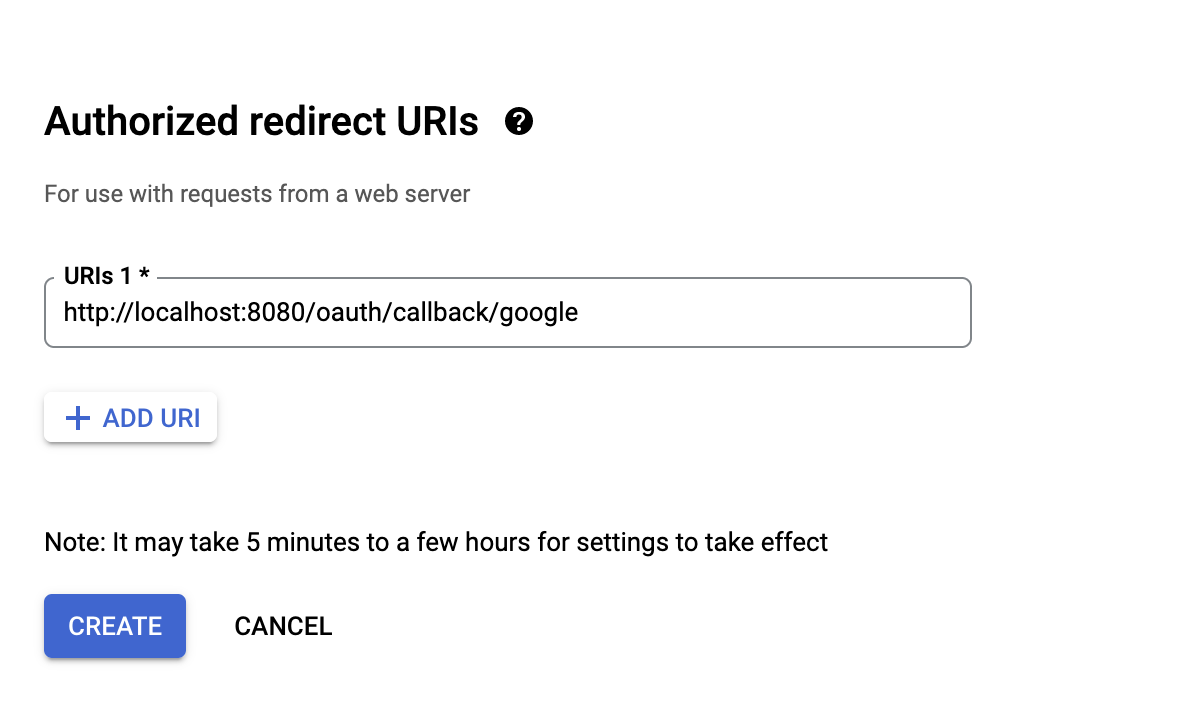 Authorized redirect URIs ?
For use with requests from a web server
URIs 1 *
http://localhost:8080/oauth/callback/google
+ ADD URI
Note: It may take 5 minutes to a few hours for settings to take effect
CREATE CANCEL